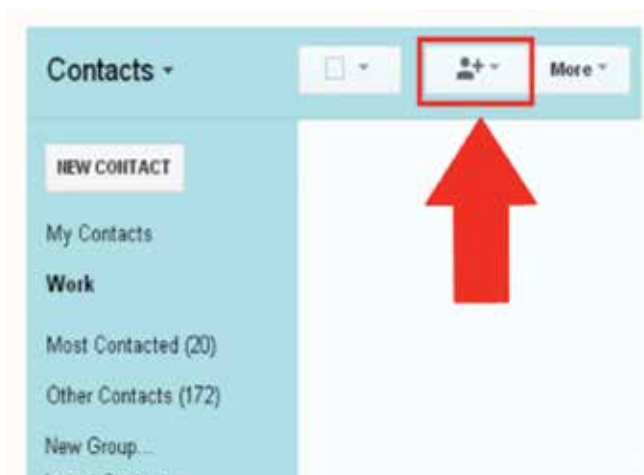 Contacts
More
NEW CONTACT
My Contacts
Work
Most Contacted (20)
Other Contacts (172)
New Group...